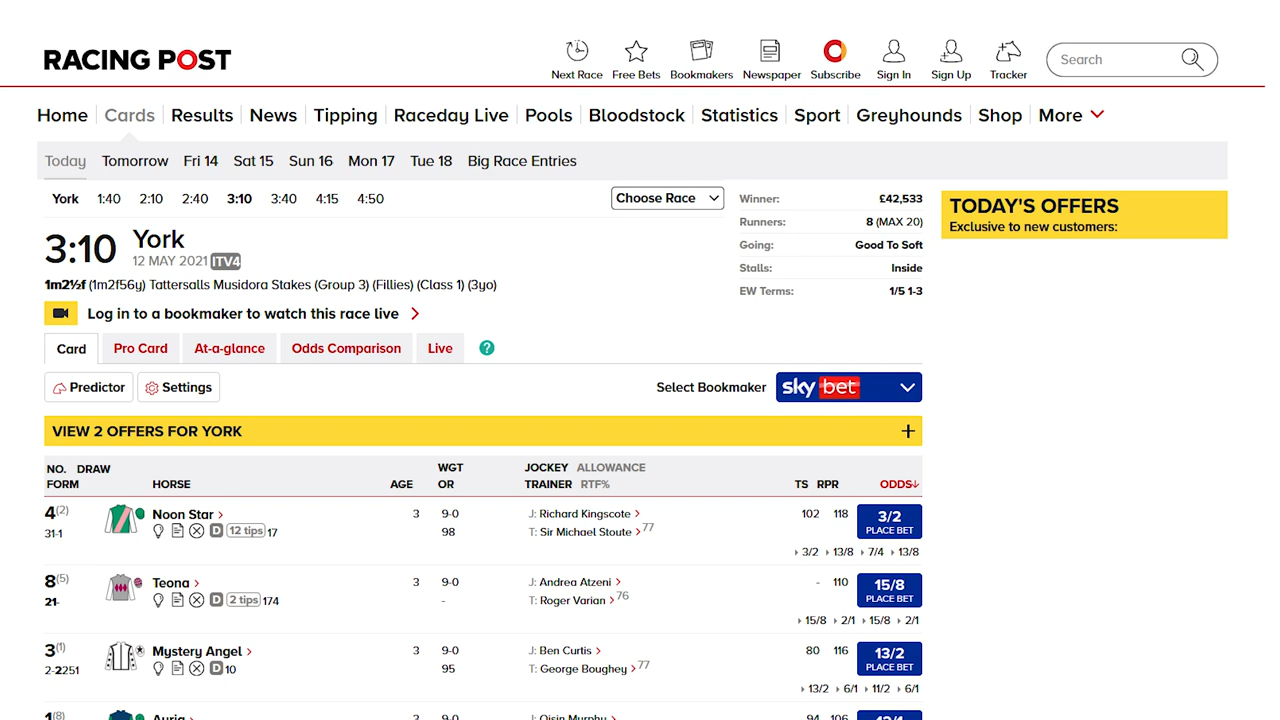 RACING POST
Next Race Free Bets Bookmakers Newspaper Subscribe Sign In Sign Up Tracker
Search
Home Cards Results News Tipping Raceday Live Pools Bloodstock Statistics Sport Greyhounds Shop More
Today Tomorrow Fri 14 Sat 15 Sun 16 Mon 17 Tue 18 Big Race Entries
York 1:40 2:10 2:40 3:10 3:40 4:15 4:50
Choose Race
3:10 York
12 MAY 2021 ITV4
1m2½f (1m2f56y) Tattersalls Musidora Stakes (Group 3) (Fillies) (Class 1) (3yo)
Winner: £42,533
Runners: 8 (MAX 20)
Going: Good To Soft
Stalls: Inside
EW Terms: 1/5 1-3
TODAY'S OFFERS
Exclusive to new customers:
Log in to a bookmaker to watch this race live
Card Pro Card At-a-glance Odds Comparison Live ?
Predictor Settings Select Bookmaker sky bet
VIEW 2 OFFERS FOR YORK +
NO. DRAW WGT JOCKEY ALLOWANCE
FORM HORSE AGE OR TRAINER RTF% TS RPR ODDS
4(2) Noon Star 3 9-0 J: Richard Kingscote 102 118 3/2
31-1 D 12 tips 17 98 T: Sir Michael Stoute 77 PLACE BET
3/2 13/8 7/4 13/8
8(5) Teona 3 9-0 J: Andrea Atzeni - 110 15/8
21- D 2 tips 174 - T: Roger Varian 76 PLACE BET
15/8 2/1 15/8 2/1
3(1) Mystery Angel 3 9-0 J: Ben Curtis 80 116 13/2
2-2251 D 10 95 T: George Boughey 77 PLACE BET
13/2 6/1 11/2 6/1
1(8) Auria 3 9-0 J: Oisin Murphy 94 106